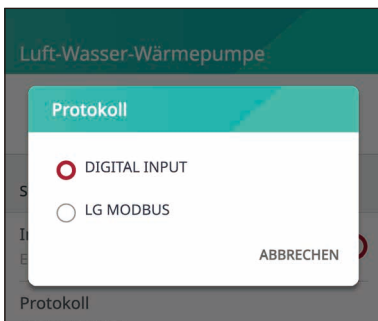 Luft-Wasser-Wärmepumpe
Protokoll
DIGITAL INPUT
LG MODBUS
ABBRECHEN
Protokoll